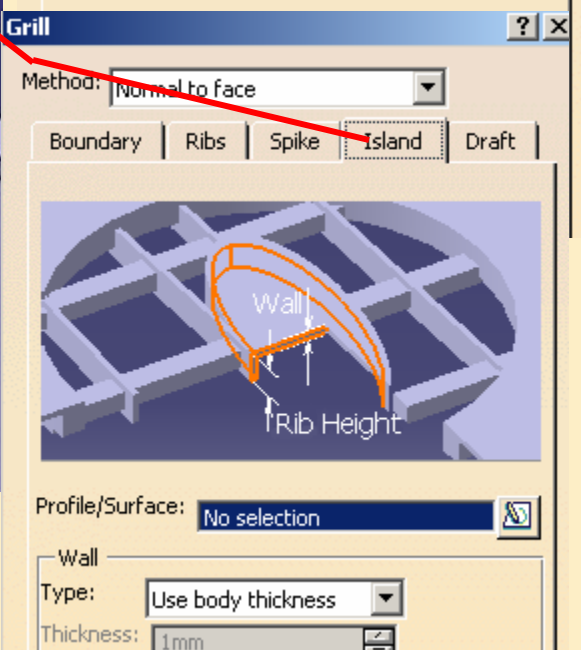 Grill
Method: Normal to face
Boundary Ribs Spike Island Draft
Wall
Rib Height
Profile/Surface: No selection
Wall
Type: Use body thickness
Thickness: 1mm